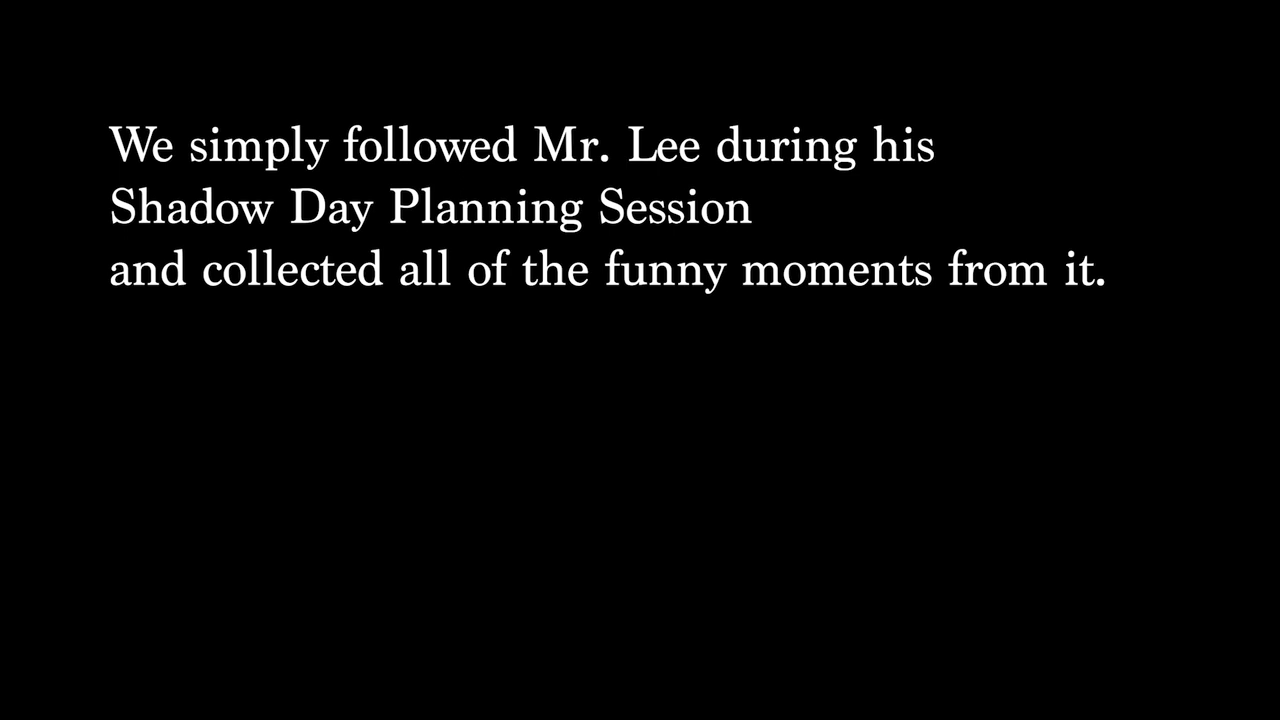 We simply followed Mr. Lee during his
Shadow Day Planning Session
and collected all of the funny moments from it.